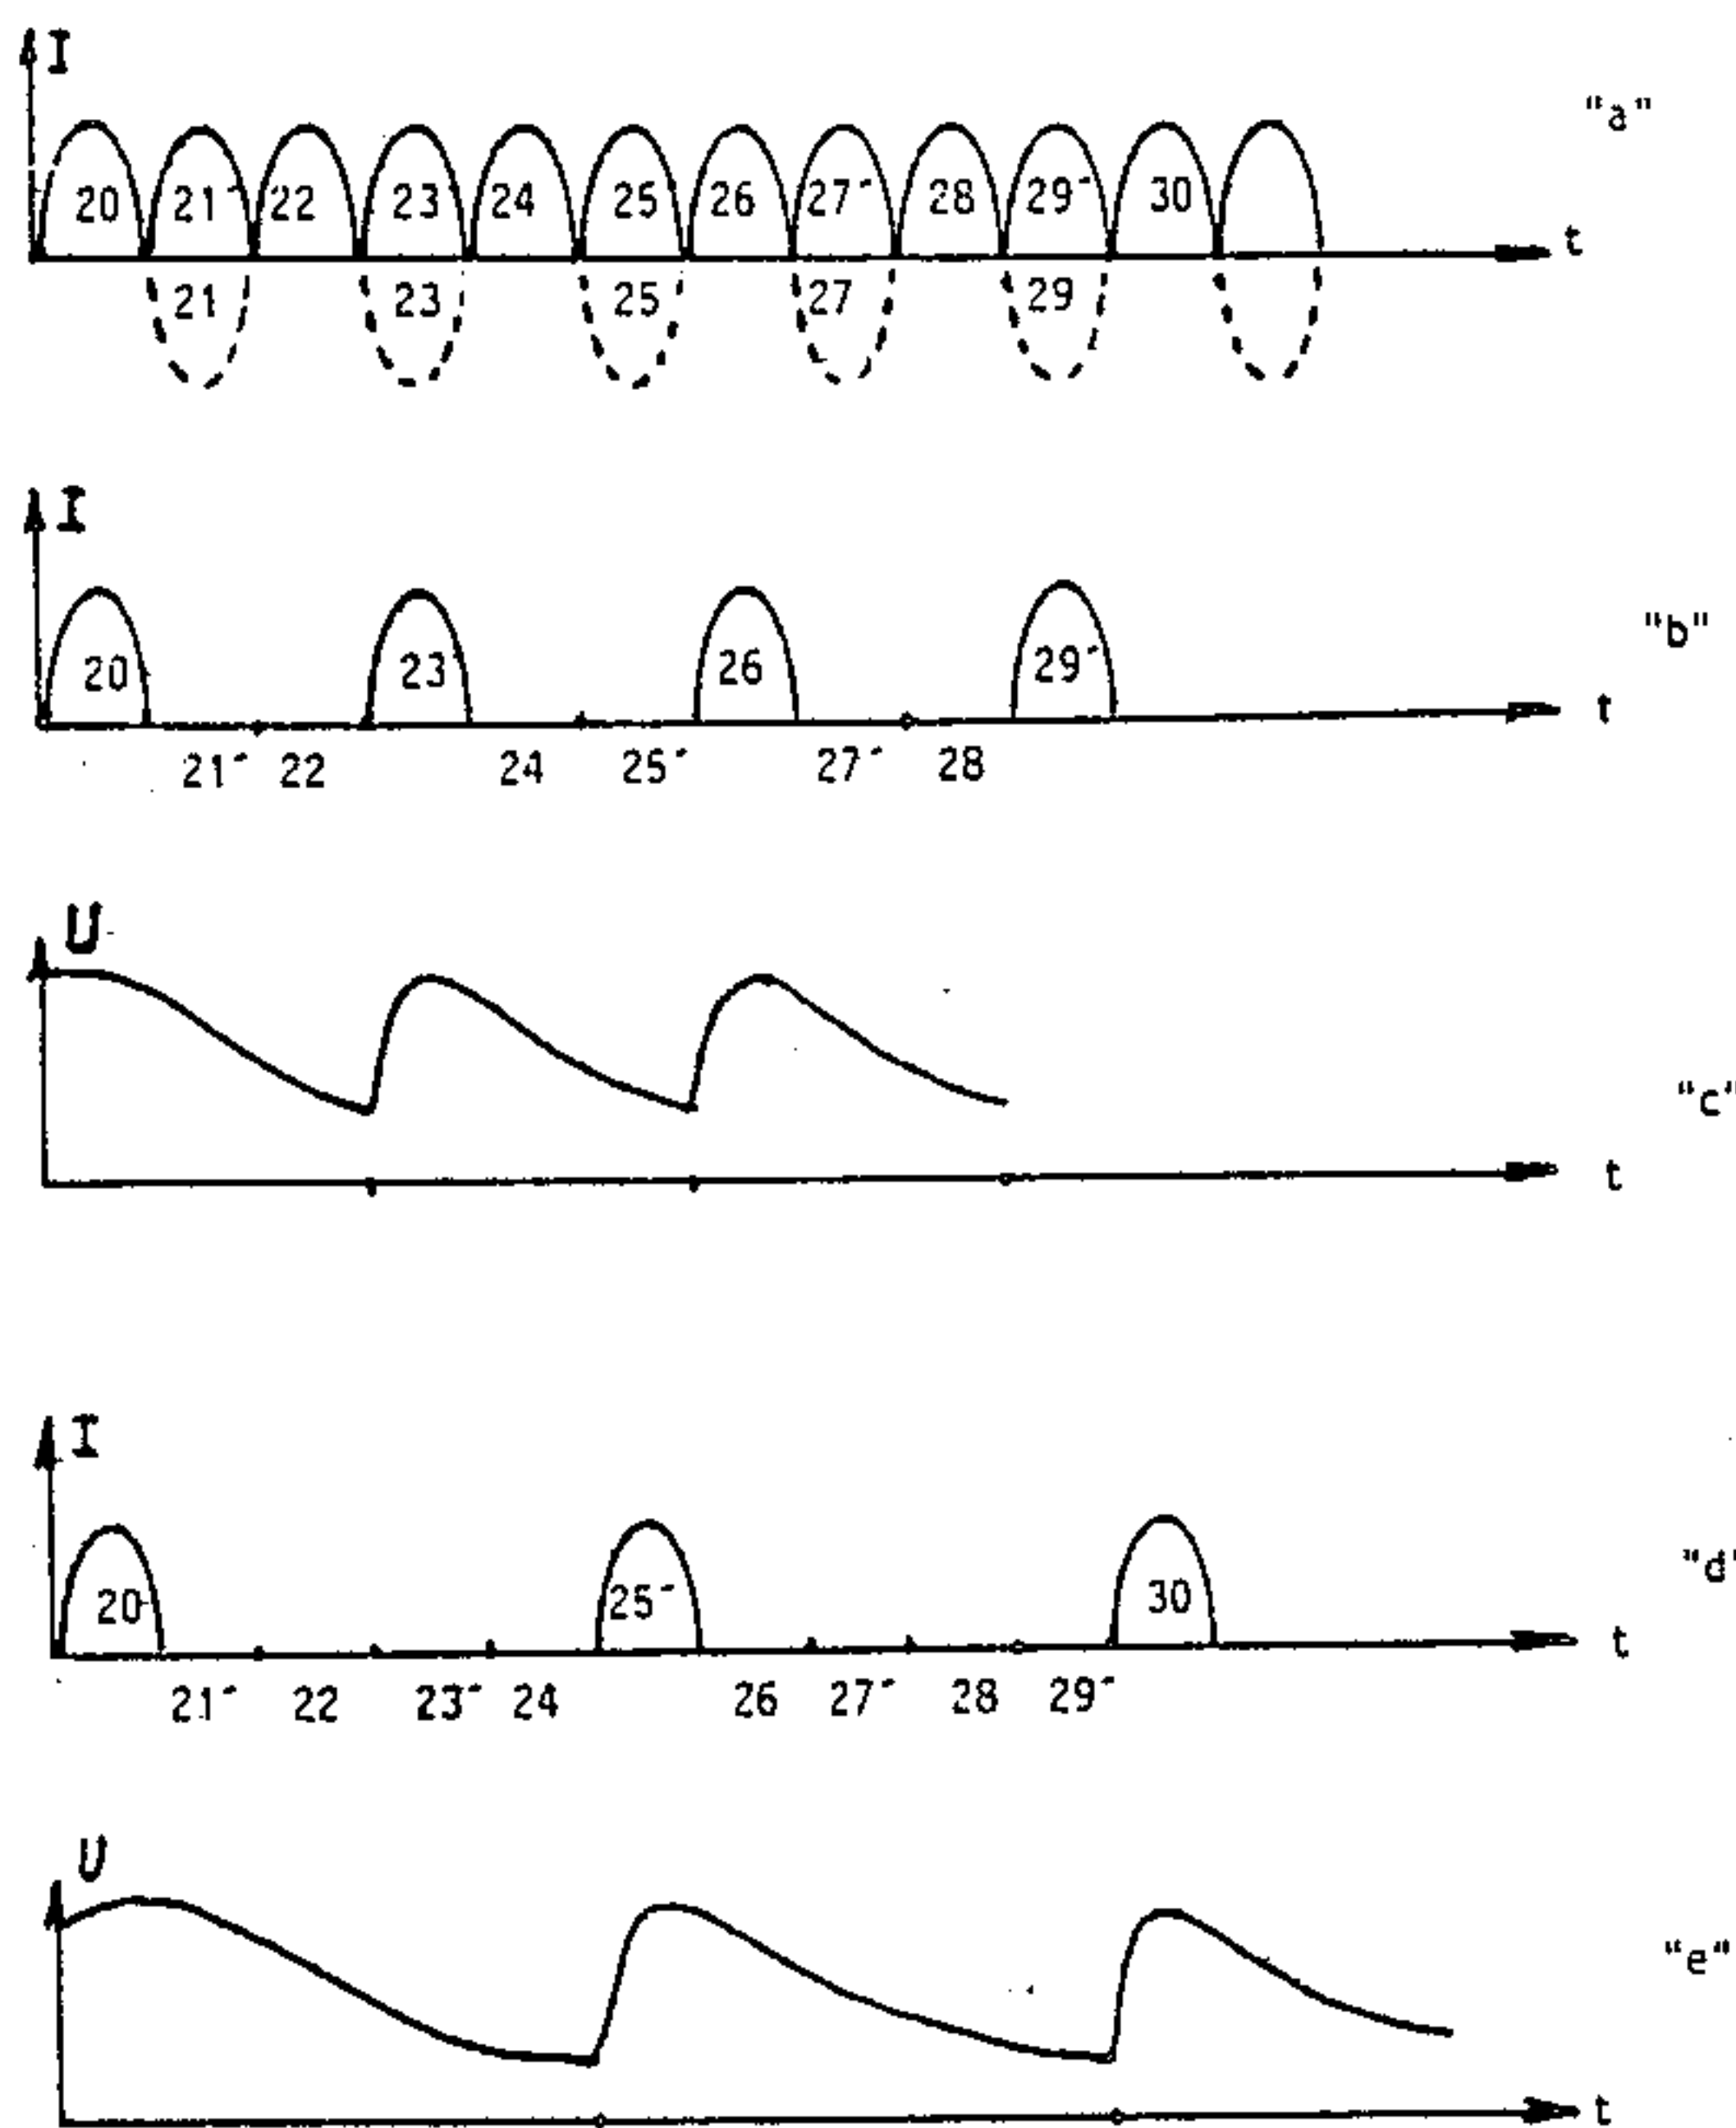 I
"a"
20 21' 22 23' 24 25' 26 27' 28 29' 30
t
21 23 25 27 29
I
"b"
20 23' 26 29'
t
21' 22 24 25' 27' 28
U
"c"
t
I
"d"
20 25' 30
t
21' 22 23' 24 26 27' 28 29'
U
"e"
t